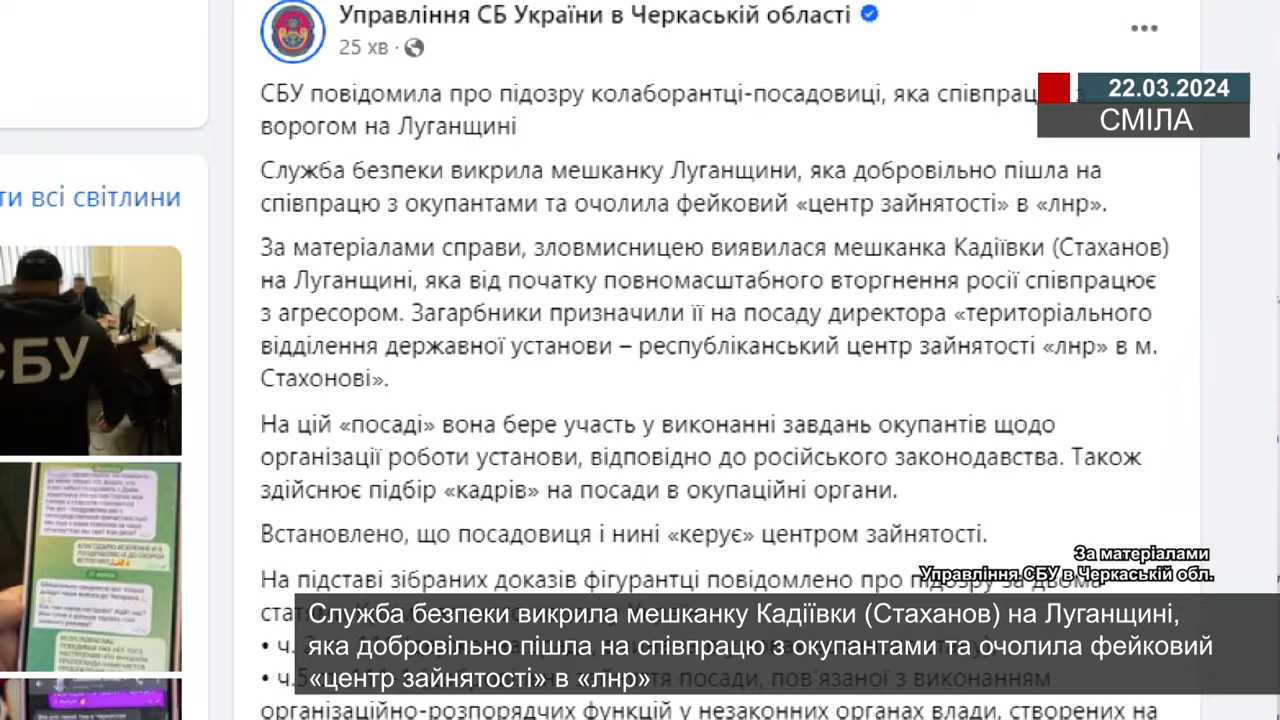 Управління СБ України в Черкаській області
25 хв ·
22.03.2024
СМІЛА
СБУ повідомила про підозру колаборантці-посадовиці, яка співпрац з
ворогом на Луганщині
Служба безпеки викрила мешканку Луганщини, яка добровільно пішла на
співпрацю з окупантами та очолила фейковий «центр зайнятості» в «лнр».
ти всі світлини
За матеріалами справи, зловмисницею виявилася мешканка Кадіївки (Стаханов)
на Луганщині, яка від початку повномасштабного вторгнення росії співпрацює
з агресором. Загарбники призначили її на посаду директора «територіального
відділення державної установи – республіканський центр зайнятості «лнр» в м.
Стахонові».
СБУ
На цій «посаді» вона бере участь у виконанні завдань окупантів щодо
організації роботи установи, відповідно до російського законодавства. Також
здійснює підбір «кадрів» на посади в окупаційні органи.
Встановлено, що посадовиця і нині «керує» центром зайнятості.
За матеріалами
Управління СБУ в Черкаській обл.
На підставі зібраних доказів фігурантці повідомлено про підозру за двома
стат
• ч.
• ч.5
Служба безпеки викрила мешканку Кадіївки (Стаханов) на Луганщині,
яка добровільно пішла на співпрацю з окупантами та очолила фейковий
«центр зайнятості» в «лнр»
тя посади, пов'язаної з виконанням
організаційно-розпорядчих функцій у незаконних органах влади, створених на